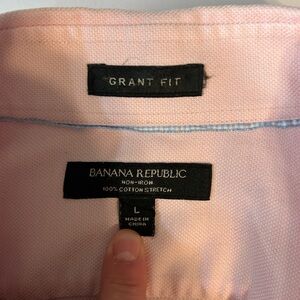 GRANT FIT
BANANA REPUBLIC
NON-IRON
100% COTTON STRETCH
L
MADE IN
CHINA